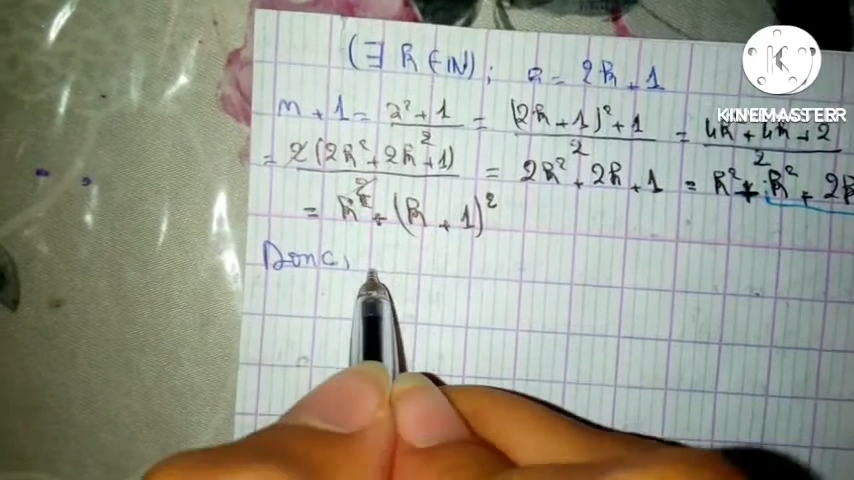 (∃ k ∈ ℕ) ; a = 2k + 1
n + 1 = a² + 1 / 2 = (2k + 1)² + 1 / 2 = 4k + 4k + 2 / 2
= 2(2k² + 2k + 1) / 2 = 2k² + 2k + 1 = k² + k² + 2k
= k² + (k + 1)²
Donc,
K
KINEMASTER